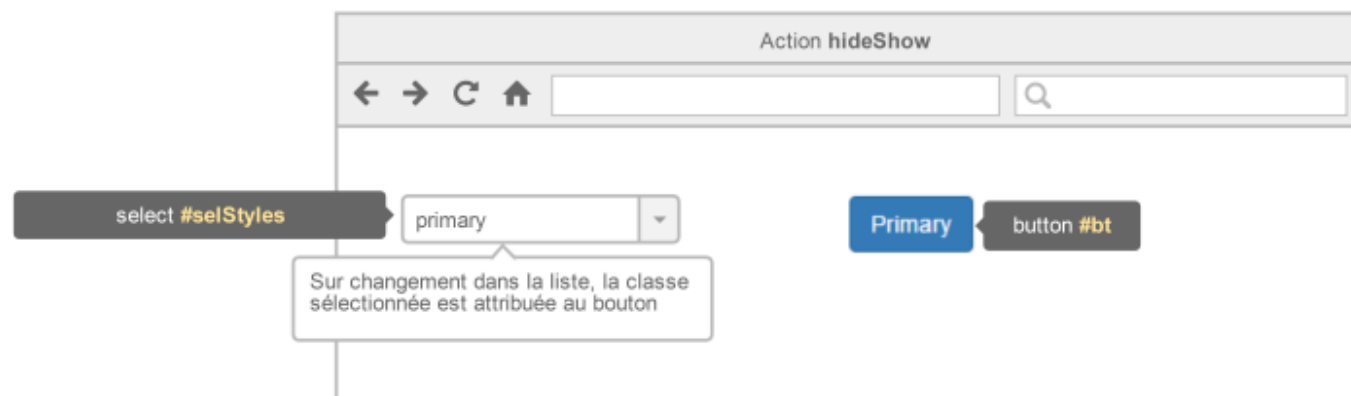 Action hideShow
select #selStyles
primary
Primary
button #bt
Sur changement dans la liste, la classe
sélectionnée est attribuée au bouton